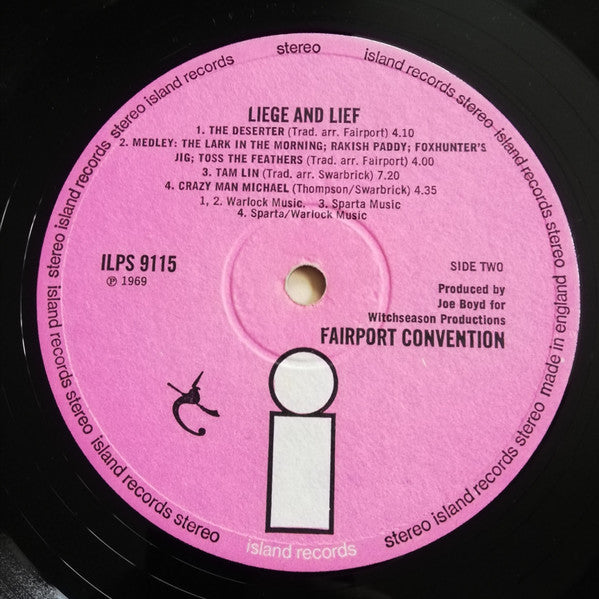 stereo island records stereo island records stereo island records stereo island records stereo island records made in england stereo island records stereo
LIEGE AND LIEF
1. THE DESERTER (Trad. arr. Fairport) 4.10
2. MEDLEY: THE LARK IN THE MORNING; RAKISH PADDY; FOXHUNTER'S
JIG; TOSS THE FEATHERS (Trad. arr. Fairport) 4.00
3. TAM LIN (Trad. arr. Swarbrick) 7.20
4. CRAZY MAN MICHAEL (Thompson/Swarbrick) 4.35
1, 2. Warlock Music. 3. Sparta Music
4. Sparta/Warlock Music
ILPS 9115
SIDE TWO
℗ 1969
Produced by
Joe Boyd for
Witchseason Productions
FAIRPORT CONVENTION
i
island records